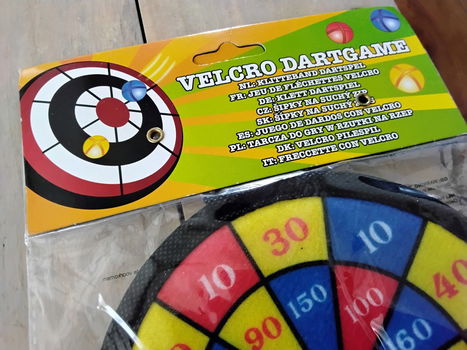 VELCRO DARTGAME
NL: KLITTEBAND DARTSPEL
FR: JEU DE FLÉCHETTES VELCRO
DE: KLETT DARTSPIEL
CZ: ŠIPKY NA SUCHÝ ZIP
SK: ŠÍPKY NA SUCHÝ
ES: JUEGO DE DARDOS CON VELCRO
PL: TARCZA DO GRY W RZUTKI NA RZEP
DK: VELCRO PILESPIL
IT: FRECCETTE CON VELCRO
10 30 10
90 150 100 60 40